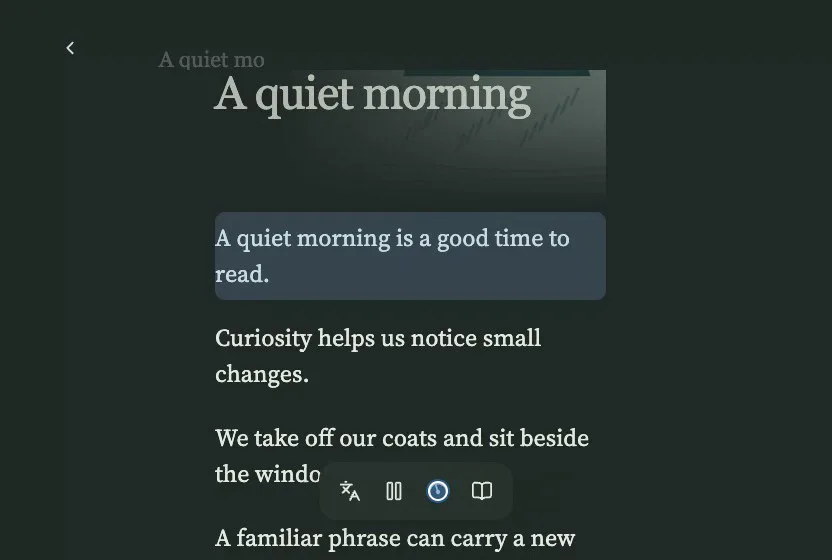 A quiet mo
A quiet morning
A quiet morning is a good time to
read.
Curiosity helps us notice small
changes.
We take off our coats and sit beside
the windo
A familiar phrase can carry a new